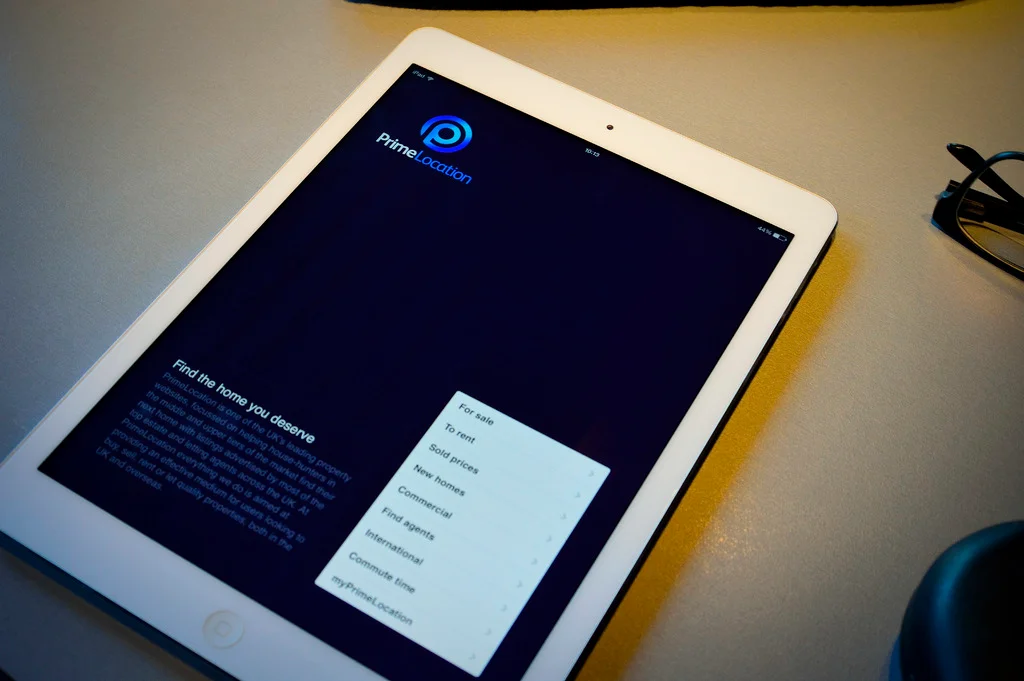 iPad
10:13
44%
PrimeLocation
Find the home you deserve
PrimeLocation is one of the UK's leading property
websites, focused on helping house-hunters in
the middle and upper tiers of the market find their
next home with listings advertised by most of the
top estate and letting agents across the UK. At
PrimeLocation everything we do is aimed at
providing an effective medium for users looking to
buy, sell, rent or let quality properties, both in the
UK and overseas.
For sale
To rent
Sold prices
New homes
Commercial
Find agents
International
Commute time
myPrimeLocation